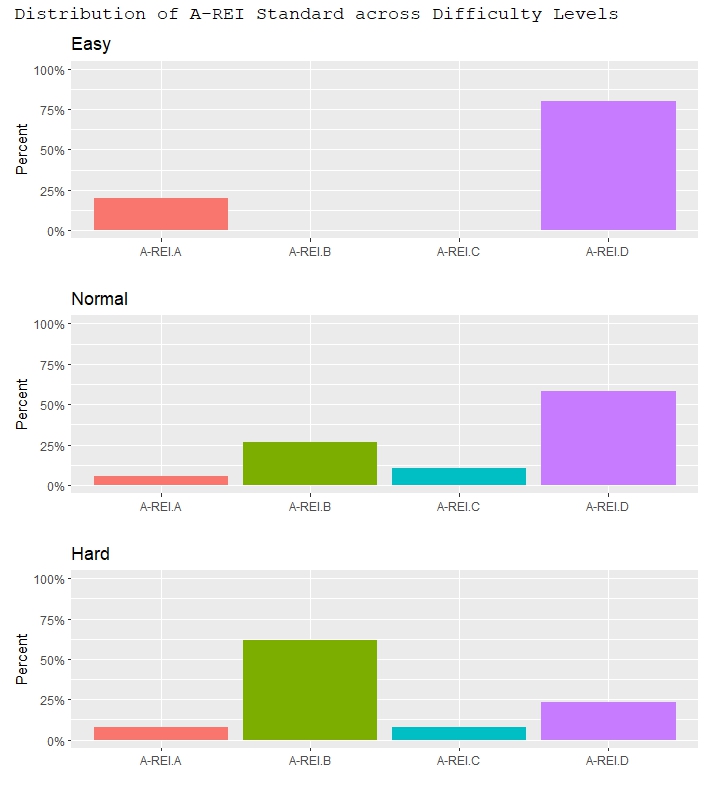 Distribution of A-REI Standard across Difficulty Levels
Easy
100%
75%
50%
25%
0%
Percent
A-REI.A A-REI.B A-REI.C A-REI.D
Normal
100%
75%
50%
25%
0%
Percent
A-REI.A A-REI.B A-REI.C A-REI.D
Hard
100%
75%
50%
25%
0%
Percent
A-REI.A A-REI.B A-REI.C A-REI.D